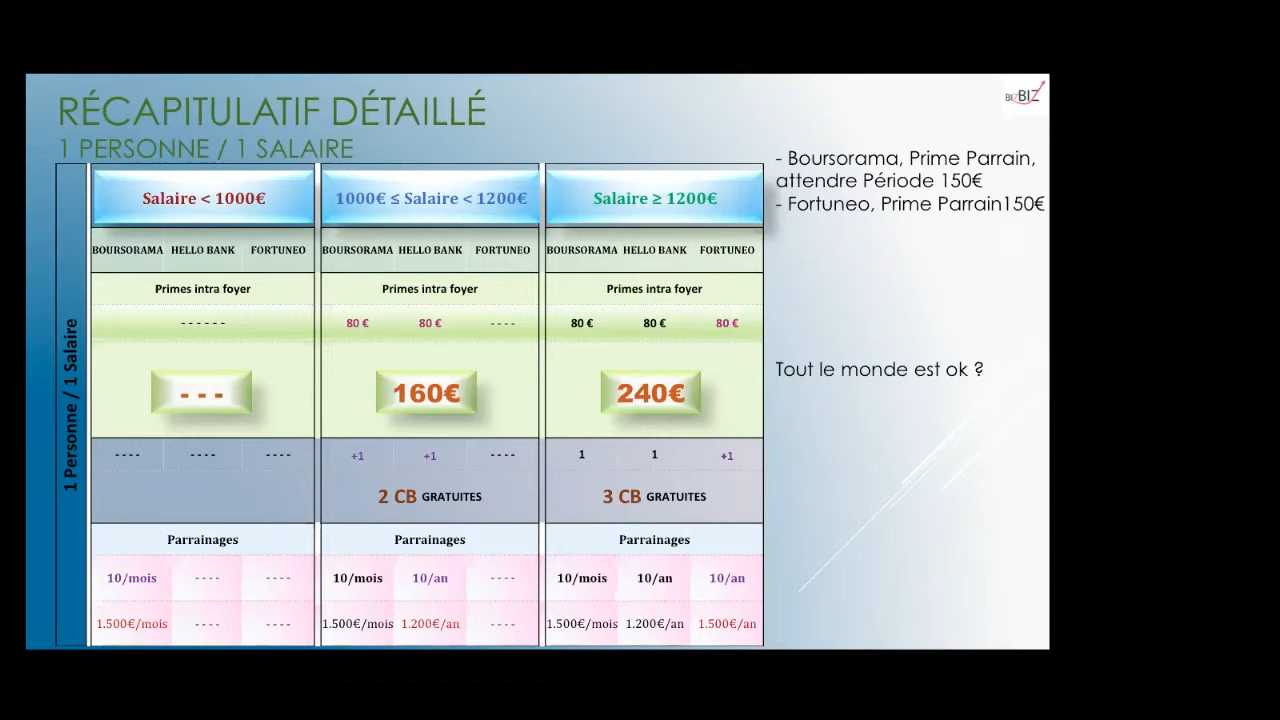 RÉCAPITULATIF DÉTAILLÉ
1 PERSONNE / 1 SALAIRE
BIZBIZ
1 Personne / 1 Salaire
Salaire < 1000€ 1000€ ≤ Salaire < 1200€ Salaire ≥ 1200€
BOURSORAMA HELLO BANK FORTUNEO BOURSORAMA HELLO BANK FORTUNEO BOURSORAMA HELLO BANK FORTUNEO
Primes intra foyer Primes intra foyer Primes intra foyer
- - - - - - 80 € 80 € - - - - 80 € 80 € 80 €
- - - 160€ 240€
- - - - - - - - - - - - +1 +1 - - - - 1 1 +1
2 CB GRATUITES 3 CB GRATUITES
Parrainages Parrainages Parrainages
10/mois - - - - - - - - 10/mois 10/an - - - - 10/mois 10/an 10/an
1.500€/mois - - - - - - - - 1.500€/mois 1.200€/an - - - - 1.500€/mois 1.200€/an 1.500€/an
- Boursorama, Prime Parrain,
attendre Période 150€
- Fortuneo, Prime Parrain150€
Tout le monde est ok ?